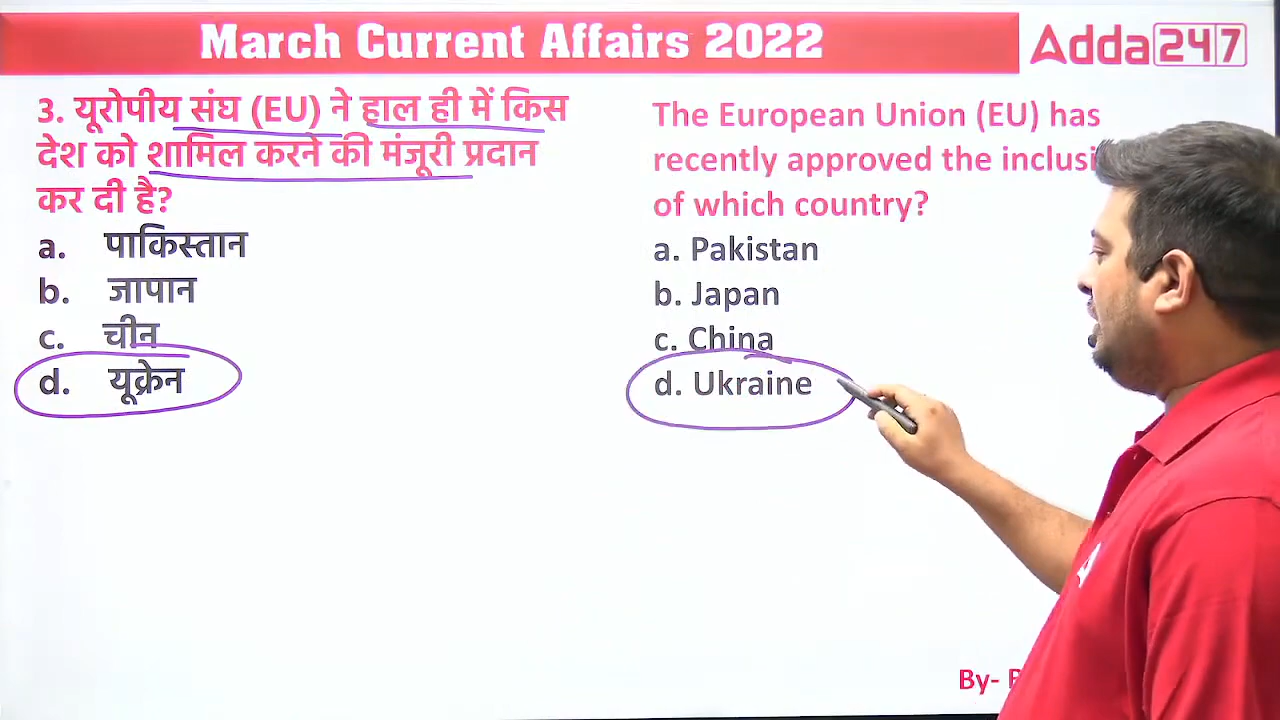 March Current Affairs 2022
Adda247
3. यूरोपीय संघ (EU) ने हाल ही में किस
देश को शामिल करने की मंजूरी प्रदान
कर दी है?
a. पाकिस्तान
b. जापान
c. चीन
d. यूक्रेन
The European Union (EU) has
recently approved the
of which country?
a. Pakistan
b. Japan
c. China
d. Ukraine
By-